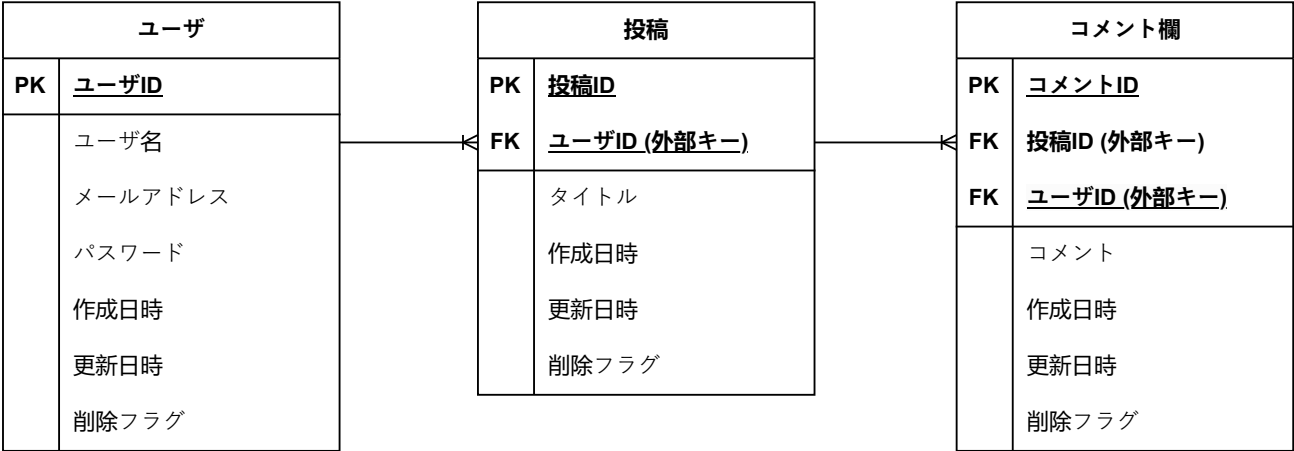 ユーザ
PK ユーザID
ユーザ名
メールアドレス
パスワード
作成日時
更新日時
削除フラグ
投稿
PK 投稿ID
FK ユーザID (外部キー)
タイトル
作成日時
更新日時
削除フラグ
コメント欄
PK コメントID
FK 投稿ID (外部キー)
FK ユーザID (外部キー)
コメント
作成日時
更新日時
削除フラグ